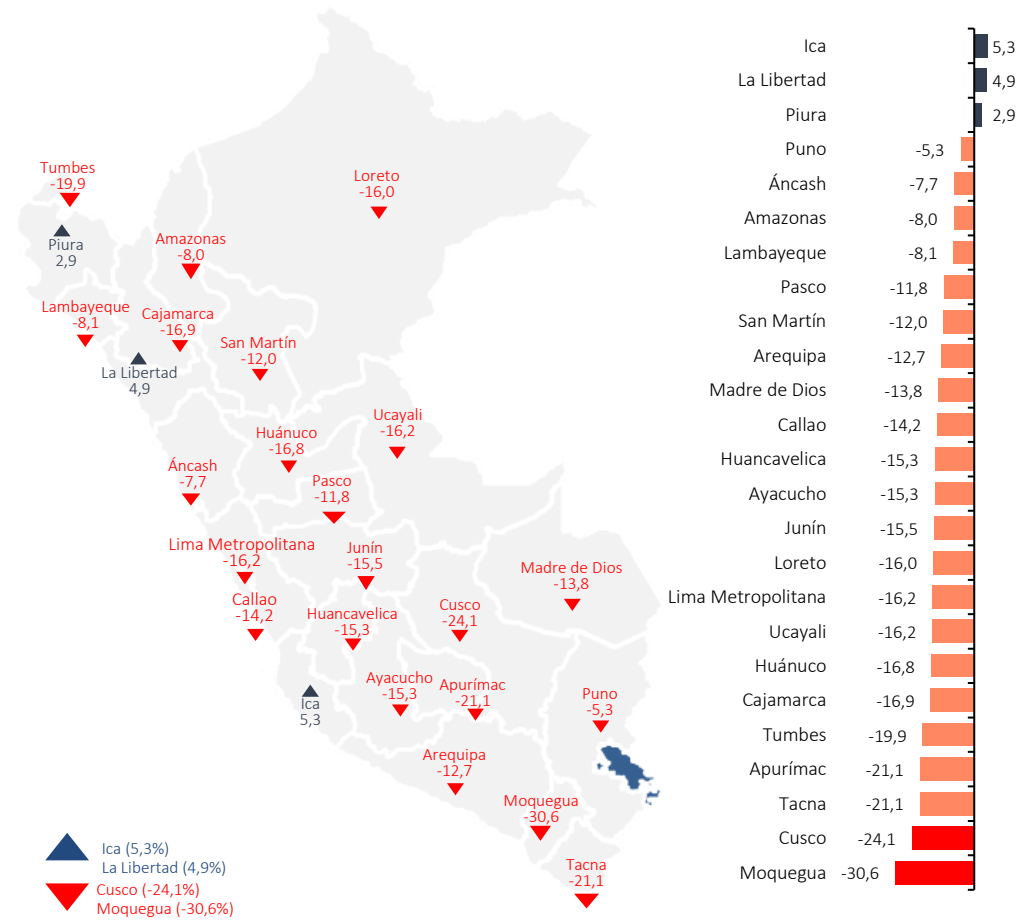 Tumbes
-19,9
Piura
2,9
Loreto
-16,0
Amazonas
-8,0
Lambayeque
-8,1
Cajamarca
-16,9
San Martín
-12,0
La Libertad
4,9
Ucayali
-16,2
Huánuco
-16,8
Áncash
-7,7
Pasco
-11,8
Lima Metropolitana
-16,2
Junín
-15,5
Madre de Dios
-13,8
Callao
-14,2
Huancavelica
-15,3
Cusco
-24,1
Ayacucho
-15,3
Apurímac
-21,1
Ica
5,3
Puno
-5,3
Arequipa
-12,7
Moquegua
-30,6
Tacna
-21,1
Ica (5,3%)
La Libertad (4,9%)
Cusco (-24,1%)
Moquegua (-30,6%)
Ica 5,3
La Libertad 4,9
Piura 2,9
Puno -5,3
Áncash -7,7
Amazonas -8,0
Lambayeque -8,1
Pasco -11,8
San Martín -12,0
Arequipa -12,7
Madre de Dios -13,8
Callao -14,2
Huancavelica -15,3
Ayacucho -15,3
Junín -15,5
Loreto -16,0
Lima Metropolitana -16,2
Ucayali -16,2
Huánuco -16,8
Cajamarca -16,9
Tumbes -19,9
Apurímac -21,1
Tacna -21,1
Cusco -24,1
Moquegua -30,6